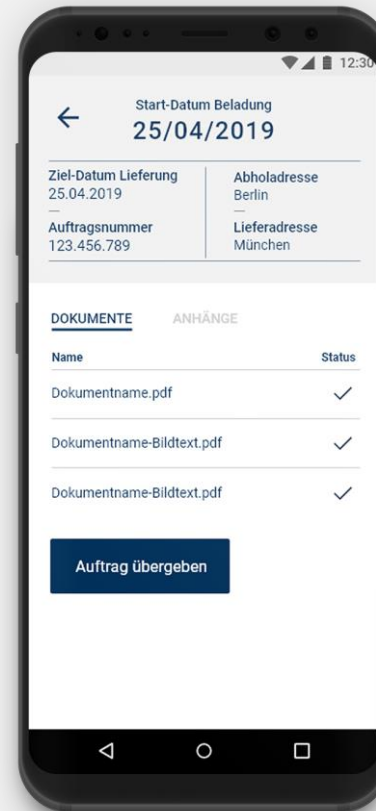 12:30
Start-Datum Beladung
25/04/2019
Ziel-Datum Lieferung
25.04.2019
Auftragsnummer
123.456.789
Abholadresse
Berlin
Lieferadresse
München
DOKUMENTE ANHÄNGE
Name Status
Dokumentname.pdf
Dokumentname-Bildtext.pdf
Dokumentname-Bildtext.pdf
Auftrag übergeben